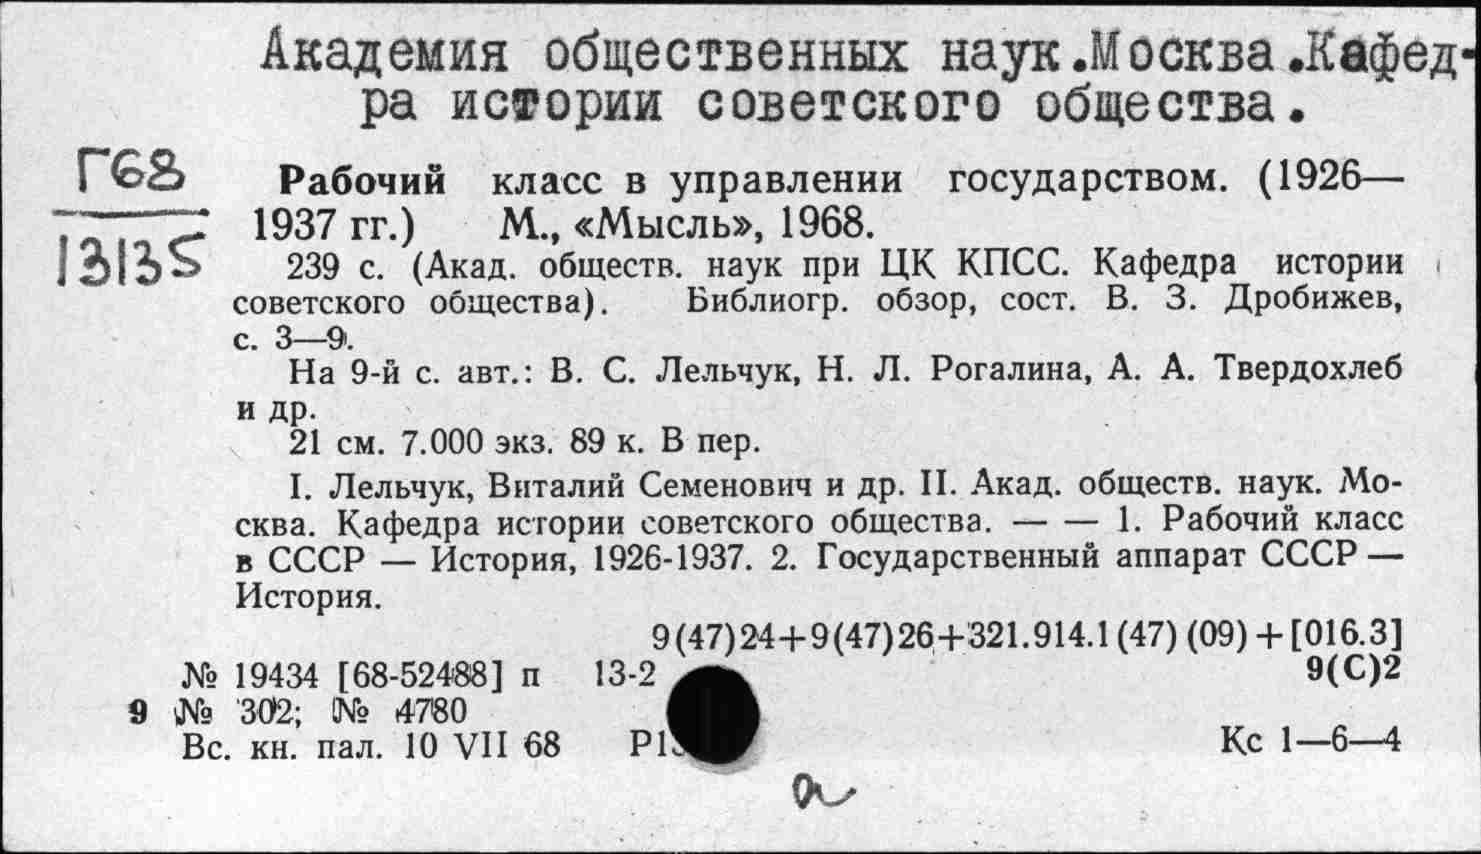 Академия общественных наук.Москва.Кафед-
ра истории советского общества.
Г68
13135
Рабочий класс в управлении государством. (1926—
1937 гг.) М., «Мысль», 1968.
239 с. (Акад. обществ. наук при ЦК КПСС. Кафедра истории
советского общества). Библиогр. обзор, сост. В. З. Дробижев,
с. 3—9.
На 9-й с. авт.: В. С. Лельчук, Н. Л. Рогалина, А. А. Твердохлеб
и др.
21 см. 7.000 экз. 89 к. В пер.
I. Лельчук, Виталий Семенович и др. II. Акад. обществ. наук. Мо-
сква. Кафедра истории советского общества. — — 1. Рабочий класс
в СССР — История, 1926-1937. 2. Государственный аппарат СССР —
История.
9(47)24+9(47)26+321.914.1(47)(09)+[016.3]
№ 19434 [68-52488] п 13-2 9(С)2
9 № 302; № 4780
Вс. кн. пал. 10 VII 68 Р1 Кс 1—6—4
а